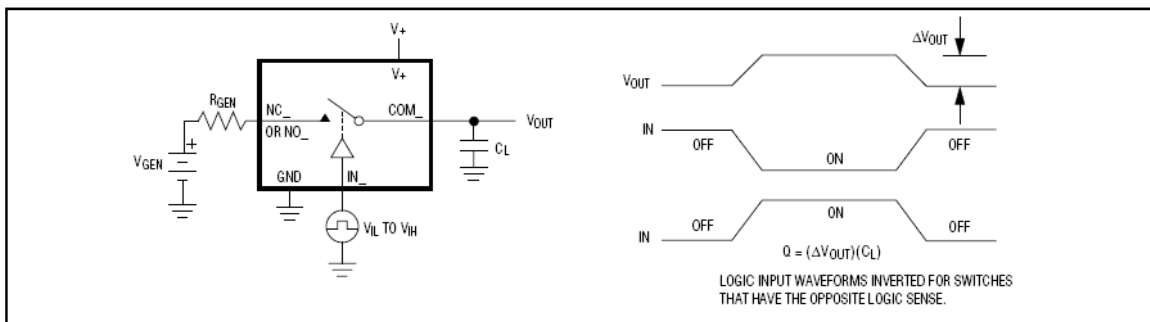 V+
V+
RGEN
NC_
OR NO_
COM_
VOUT
VGEN
+
CL
GND
IN_
VIL TO VIH
ΔVOUT
VOUT
IN
OFF
ON
OFF
IN
OFF
ON
OFF
Q = (ΔVOUT)(CL)
LOGIC INPUT WAVEFORMS INVERTED FOR SWITCHES
THAT HAVE THE OPPOSITE LOGIC SENSE.